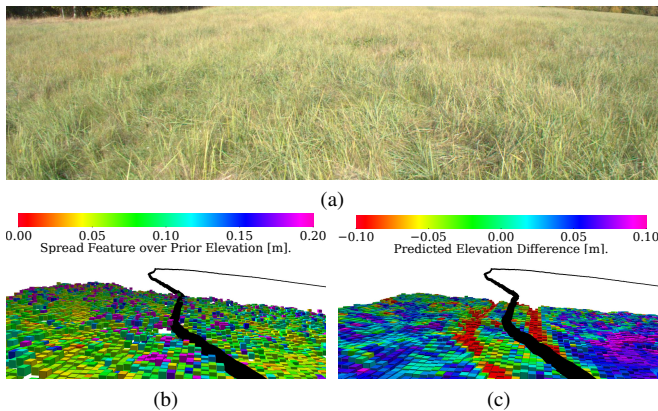 (a)
0.00 0.05 0.10 0.15 0.20
Spread Feature over Prior Elevation [m].
−0.10 −0.05 0.00 0.05 0.10
Predicted Elevation Difference [m].
(b)
(c)